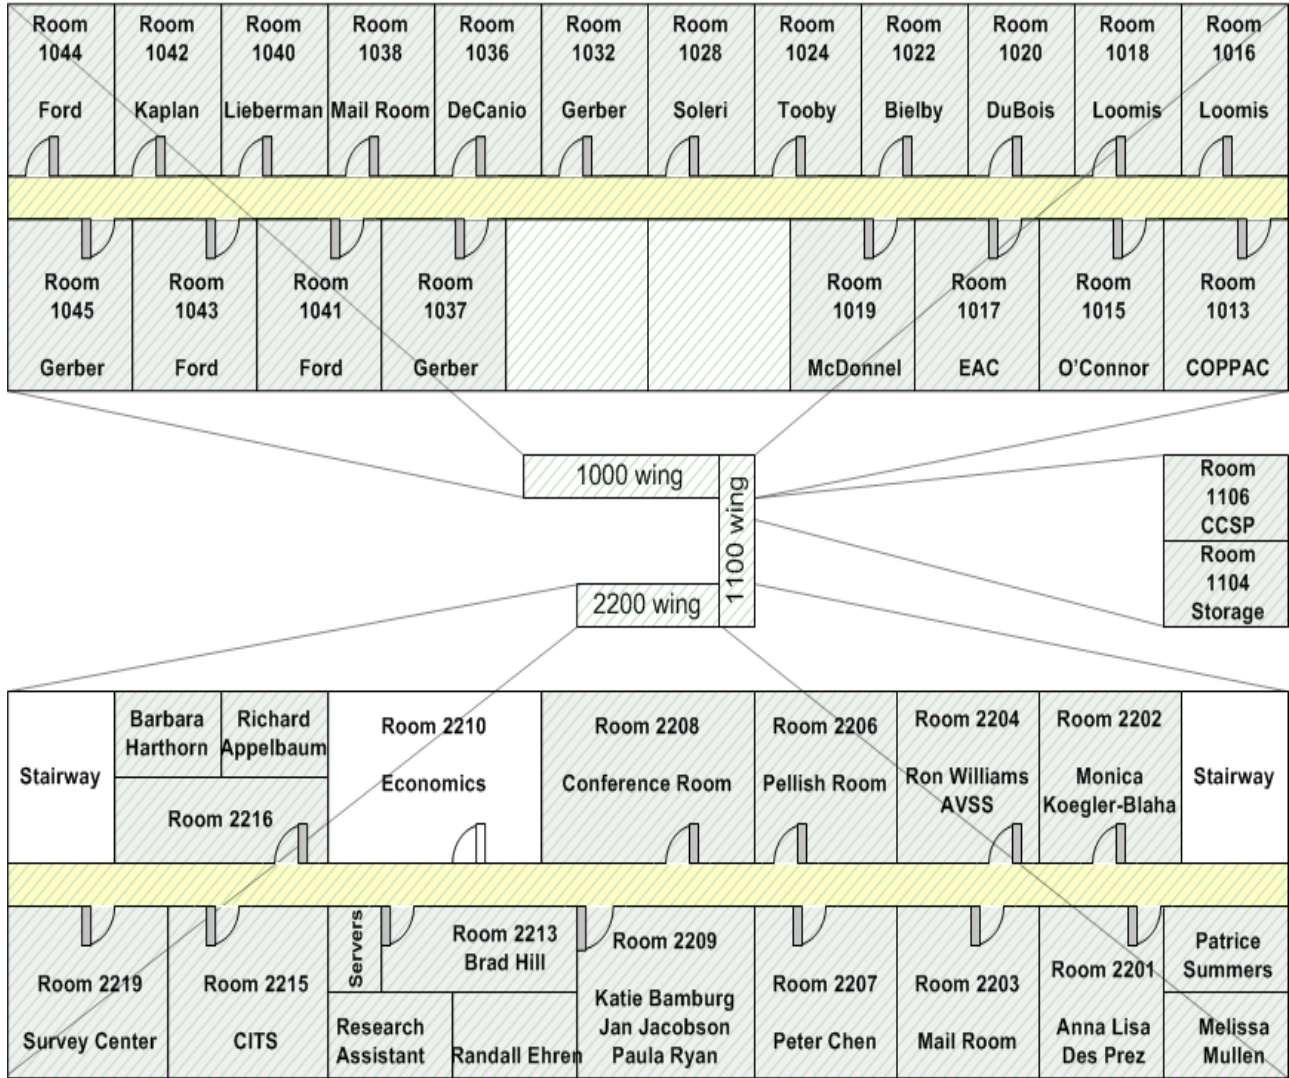 Room
1044
Ford
Room
1042
Kaplan
Room
1040
Lieberman
Room
1038
Mail Room
Room
1036
DeCanio
Room
1032
Gerber
Room
1028
Soleri
Room
1024
Tooby
Room
1022
Bielby
Room
1020
DuBois
Room
1018
Loomis
Room
1016
Loomis
Room
1045
Gerber
Room
1043
Ford
Room
1041
Ford
Room
1037
Gerber
Room
1019
McDonnel
Room
1017
EAC
Room
1015
O'Connor
Room
1013
COPPAC
1000 wing
1100 wing
2200 wing
Room
1106
CCSP
Room
1104
Storage
Stairway
Barbara
Harthorn
Richard
Appelbaum
Room 2216
Room 2210
Economics
Room 2208
Conference Room
Room 2206
Pellish Room
Room 2204
Ron Williams
AVSS
Room 2202
Monica
Koegler-Blaha
Stairway
Room 2219
Survey Center
Room 2215
CITS
Servers
Room 2213
Brad Hill
Research
Assistant
Randall Ehren
Room 2209
Katie Bamburg
Jan Jacobson
Paula Ryan
Room 2207
Peter Chen
Room 2203
Mail Room
Room 2201
Anna Lisa
Des Prez
Patrice
Summers
Melissa
Mullen